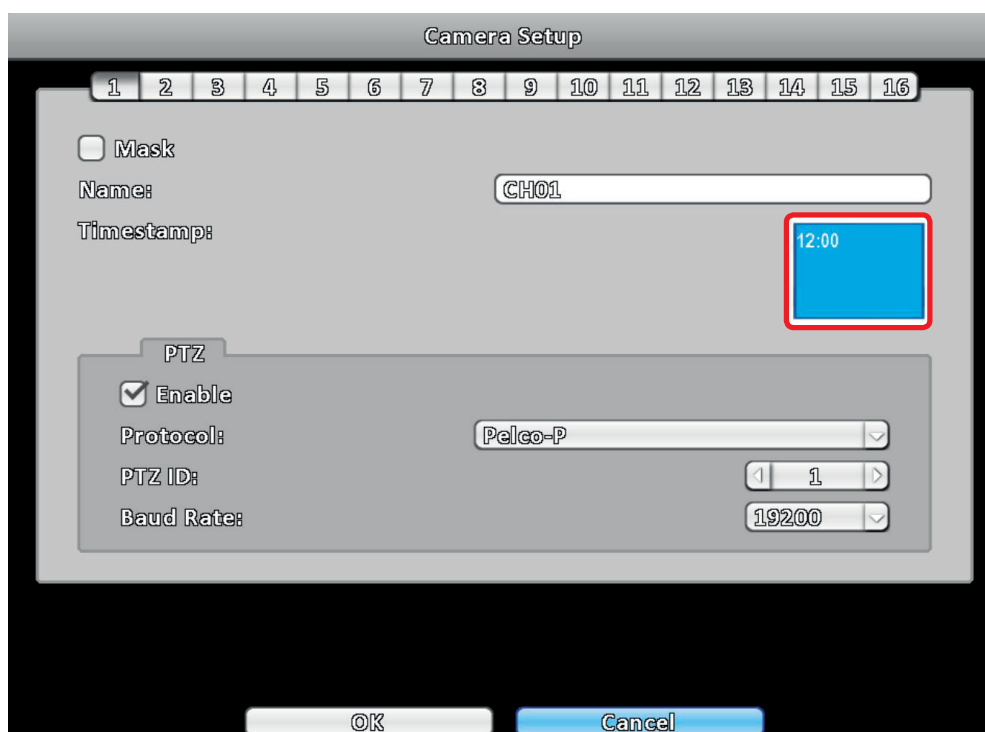 Camera Setup
1 2 3 4 5 6 7 8 9 10 11 12 13 14 15 16
Mask
Name: CH01
Timestamp: 12:00
PTZ
Enable
Protocol: Pelco-P
PTZ ID: 1
Baud Rate: 19200
OK Cancel